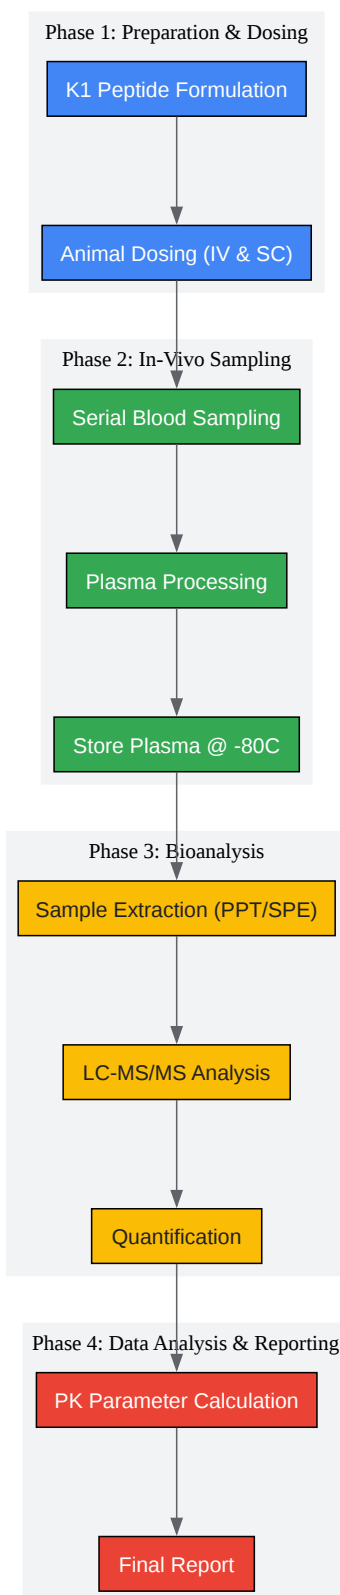 Phase 1: Preparation & Dosing
K1 Peptide Formulation
Animal Dosing (IV & SC)
Phase 2: In-Vivo Sampling
Serial Blood Sampling
Plasma Processing
Store Plasma @ -80C
Phase 3: Bioanalysis
Sample Extraction (PPT/SPE)
LC-MS/MS Analysis
Quantification
Phase 4: Data Analysis & Reporting
PK Parameter Calculation
Final Report